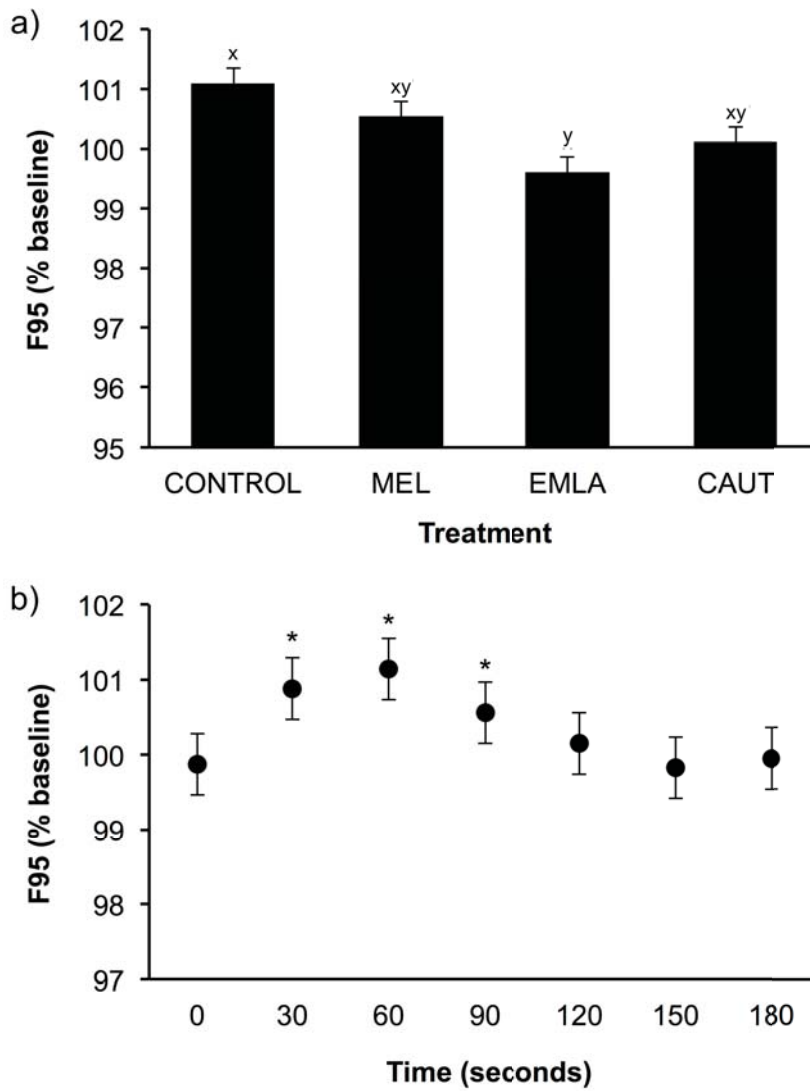 a)
F95 (% baseline)
102
101
100
99
98
97
96
95
x
xy
y
xy
CONTROL MEL EMLA CAUT
Treatment
b)
F95 (% baseline)
102
101
100
99
98
97
* * *
0 30 60 90 120 150 180
Time (seconds)